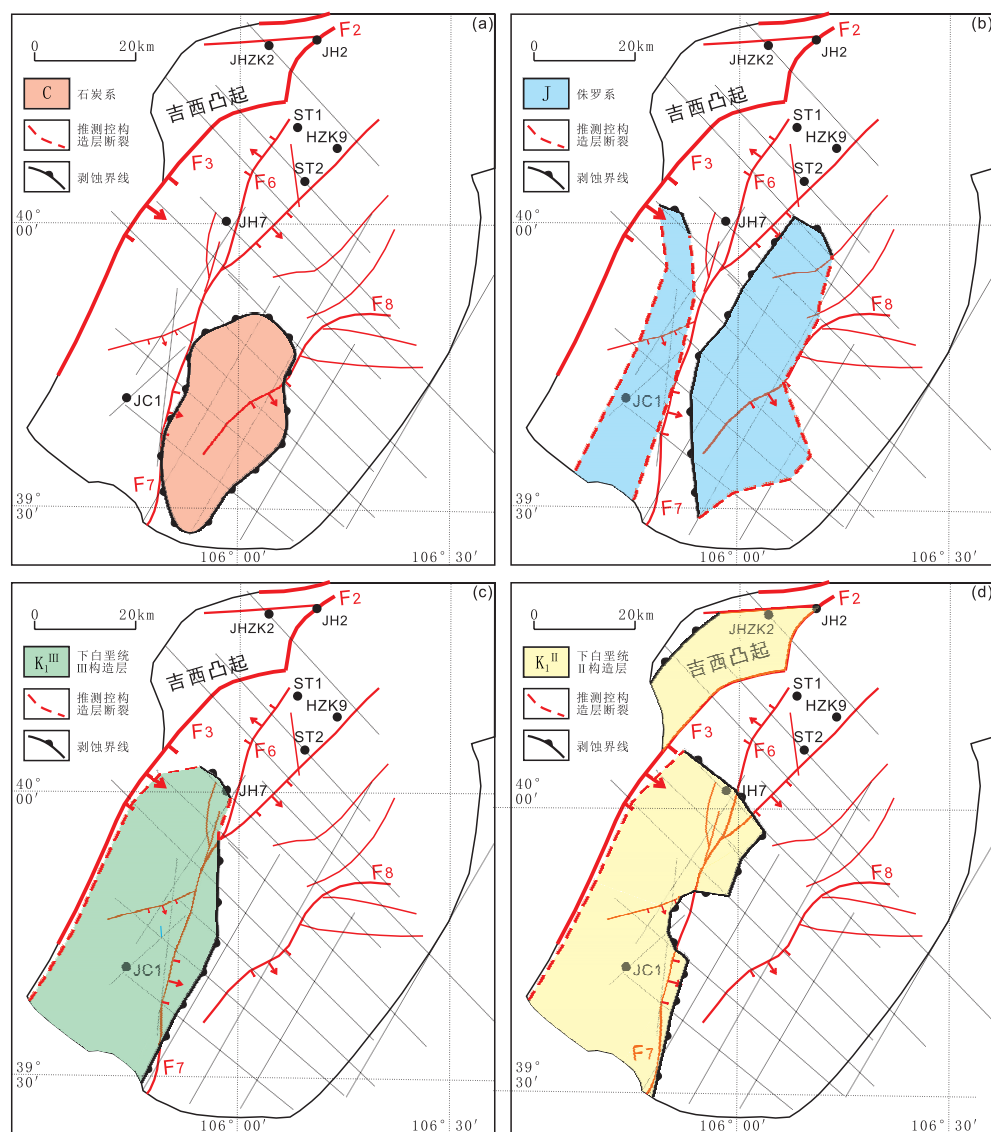 (a)
0
20km
F2
JHZK2
JH2
C
石炭系
吉西凸起
ST1
HZK9
推测控构
造层断裂
F3
ST2
F6
剥蚀界线
40°
00′
JH7
F8
JC1
F7
39°
30′
106° 00′
106° 30′
(b)
0
20km
F2
JHZK2
JH2
J
侏罗系
吉西凸起
ST1
HZK9
推测控构
造层断裂
F3
ST2
F6
剥蚀界线
40°
00′
JH7
F8
JC1
F7
39°
30′
106° 00′
106° 30′
(c)
0
20km
F2
JHZK2
JH2
K₁ᴵᴵᴵ
下白垩统
III构造层
吉西凸起
ST1
HZK9
推测控构
造层断裂
F3
ST2
F6
剥蚀界线
40°
00′
JH7
F8
JC1
F7
39°
30′
106° 00′
106° 30′
(d)
0
20km
F2
JHZK2
JH2
K₁ᴵᴵ
下白垩统
II构造层
吉西凸起
ST1
HZK9
推测控构
造层断裂
F3
ST2
F6
剥蚀界线
40°
00′
JH7
F8
JC1
F7
39°
30′
106° 00′
106° 30′